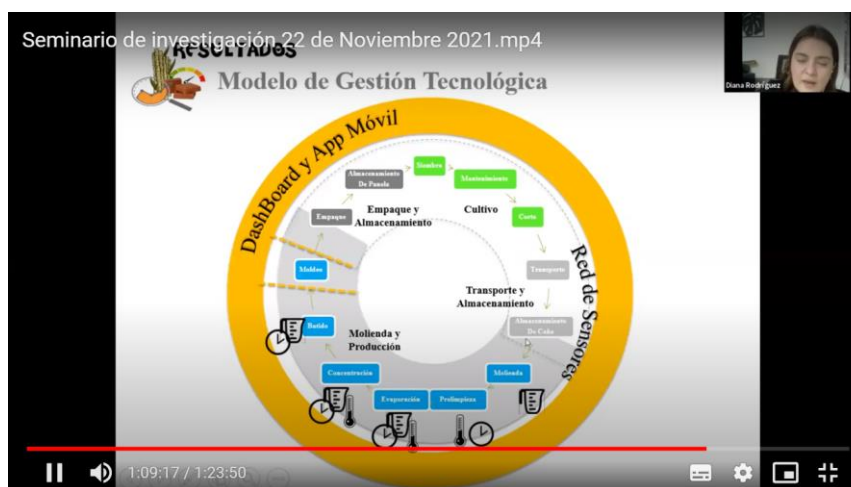 Seminario de investigación 22 de Noviembre 2021.mp4
RESULTADOS
Modelo de Gestión Tecnológica
Diana Rodríguez
DashBoard y App Móvil
Siembra
Almacenamiento
De Panela
Mantenimiento
Empaque
Empaque y
Almacenamiento
Cultivo
Corte
Red de Sensores
Moldeo
Transporte
Transporte y
Almacenamiento
Almacenamiento
De Caña
Batido
Molienda y
Producción
Concentración
Molienda
Evaporación
Prelimpieza
1:09:17 / 1:23:50